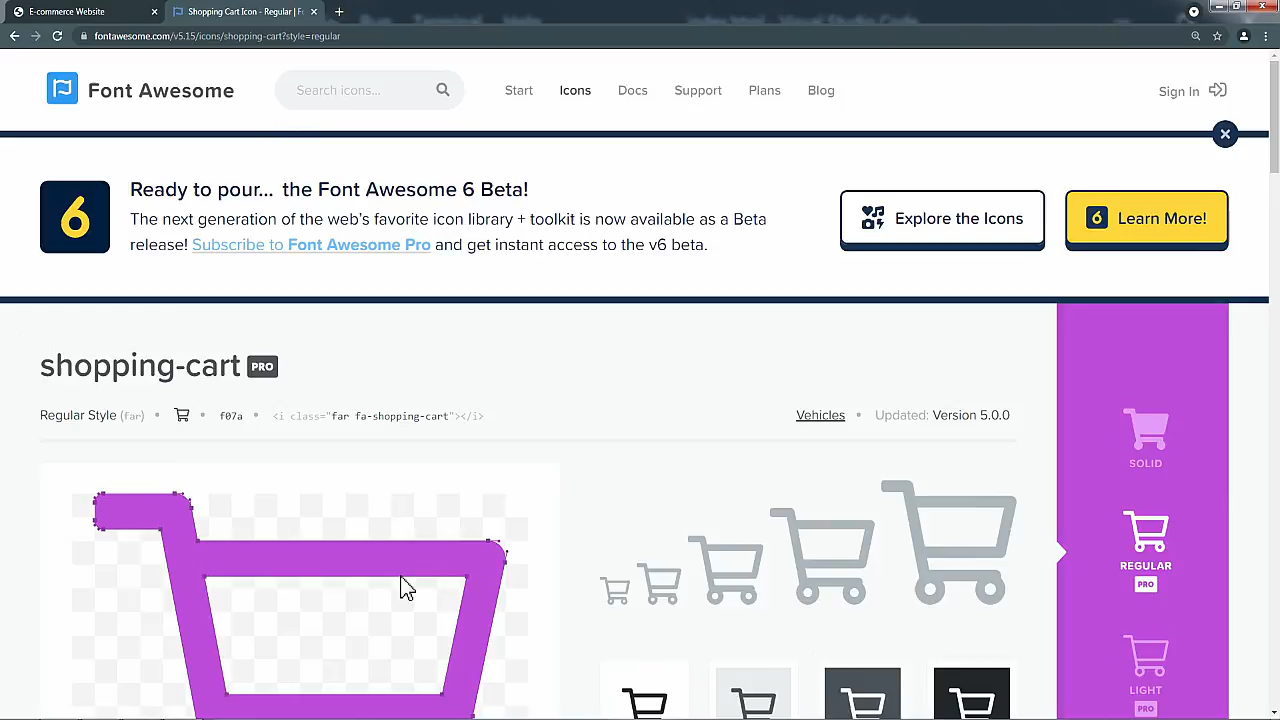 E-commerce Website
Shopping Cart Icon - Regular | Fo
fontawesome.com/v5.15/icons/shopping-cart?style=regular
Font Awesome
Search icons...
Start
Icons
Docs
Support
Plans
Blog
Sign In
6
Ready to pour... the Font Awesome 6 Beta!
The next generation of the web's favorite icon library + toolkit is now available as a Beta
release! Subscribe to Font Awesome Pro and get instant access to the v6 beta.
Explore the Icons
6 Learn More!
shopping-cart PRO
Regular Style (far) • f07a • <i class="far fa-shopping-cart"></i>
Vehicles • Updated: Version 5.0.0
SOLID
REGULAR
PRO
LIGHT
PRO